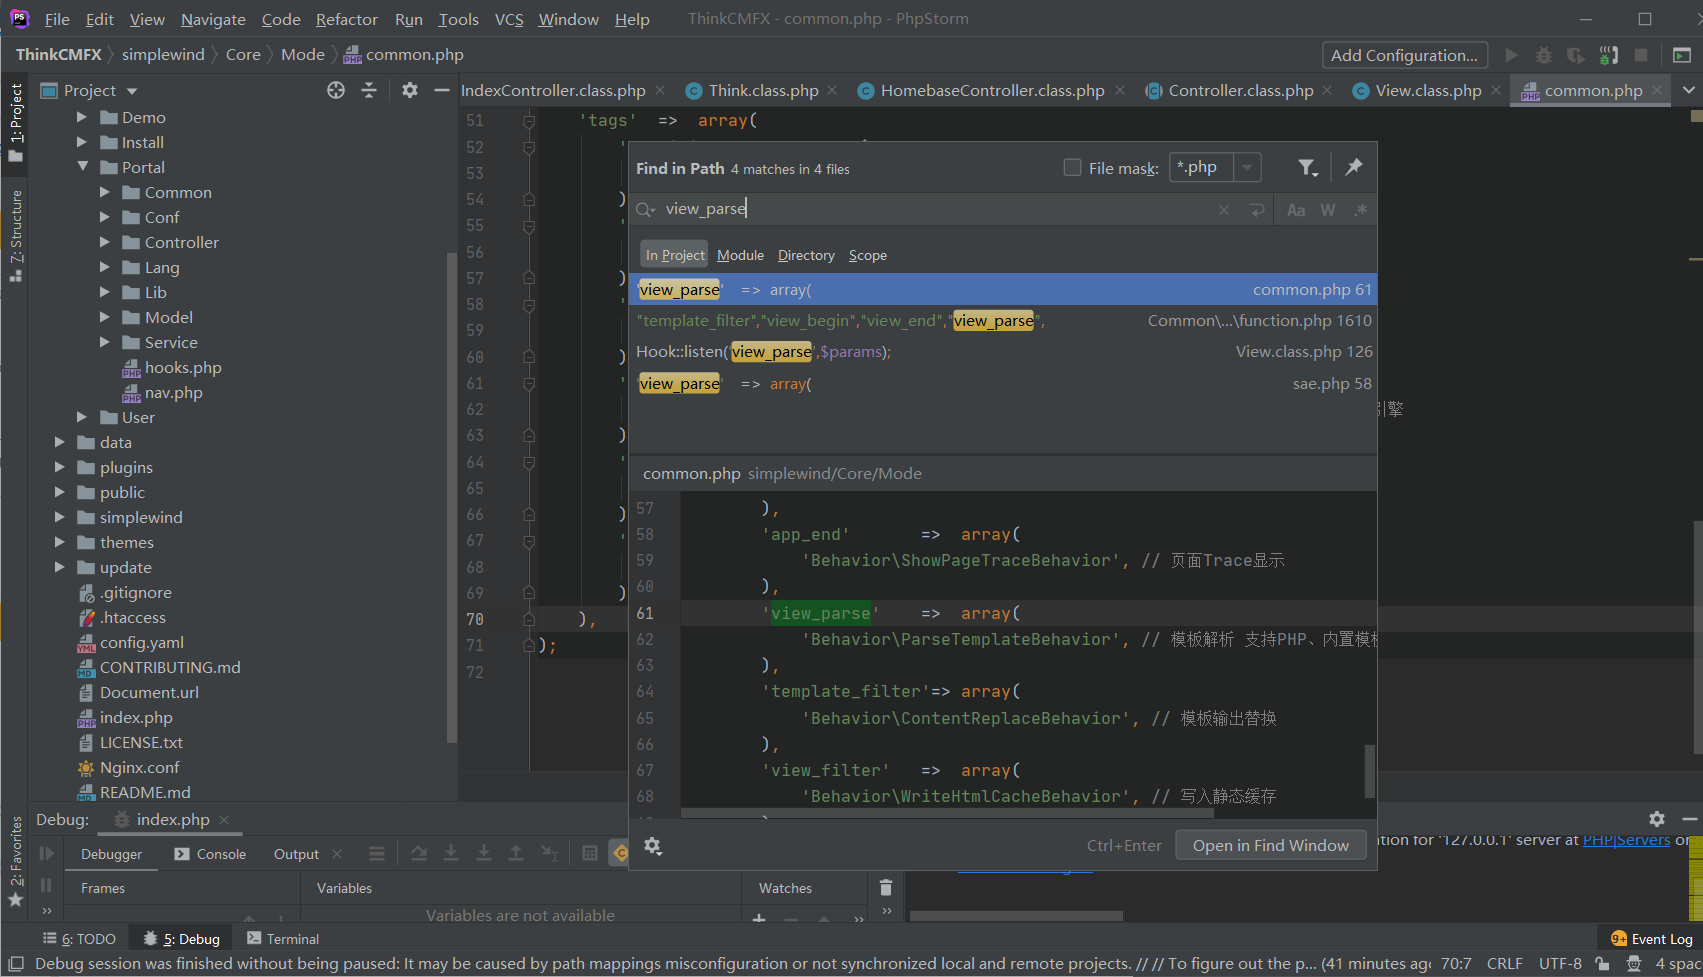 File Edit View Navigate Code Refactor Run Tools VCS Window Help ThinkCMFX - common.php - PhpStorm
ThinkCMFX simplewind Core Mode common.php Add Configuration...
Project IndexController.class.php Think.class.php HomebaseController.class.php Controller.class.php View.class.php common.php
1: Project
7: Structure
2: Favorites
Demo
Install
Portal
Common
Conf
Controller
Lang
Lib
Model
Service
hooks.php
nav.php
User
data
plugins
public
simplewind
themes
update
.gitignore
.htaccess
config.yaml
CONTRIBUTING.md
Document.url
index.php
LICENSE.txt
Nginx.conf
README.md
51 'tags' => array(
52 '
53
54 )
55 '
56
57 )
58 '
59
60 )
61 '
62 引擎
63 )
64 '
65
66 )
67 '
68
69 )
70 ),
71 );
72
Find in Path 4 matches in 4 files File mask: *.php
view_parse Aa W .*
In Project Module Directory Scope
'view_parse' => array( common.php 61
"template_filter","view_begin","view_end","view_parse", Common\...\function.php 1610
Hook::listen('view_parse',$params); View.class.php 126
'view_parse' => array( sae.php 58
common.php simplewind/Core/Mode
57 ),
58 'app_end' => array(
59 'Behavior\ShowPageTraceBehavior', // 页面Trace显示
60 ),
61 'view_parse' => array(
62 'Behavior\ParseTemplateBehavior', // 模板解析 支持PHP、内置模板
63 ),
64 'template_filter'=> array(
65 'Behavior\ContentReplaceBehavior', // 模板输出替换
66 ),
67 'view_filter' => array(
68 'Behavior\WriteHtmlCacheBehavior', // 写入静态缓存
Ctrl+Enter Open in Find Window
Debug: index.php
Debugger Console Output
tion for '127.0.0.1' server at PHP|Servers or
Frames Variables Watches
Variables are not available
6: TODO 5: Debug Terminal 9+ Event Log
Debug session was finished without being paused: It may be caused by path mappings misconfiguration or not synchronized local and remote projects. // // To figure out the p... (41 minutes ago 70:7 CRLF UTF-8 4 spac